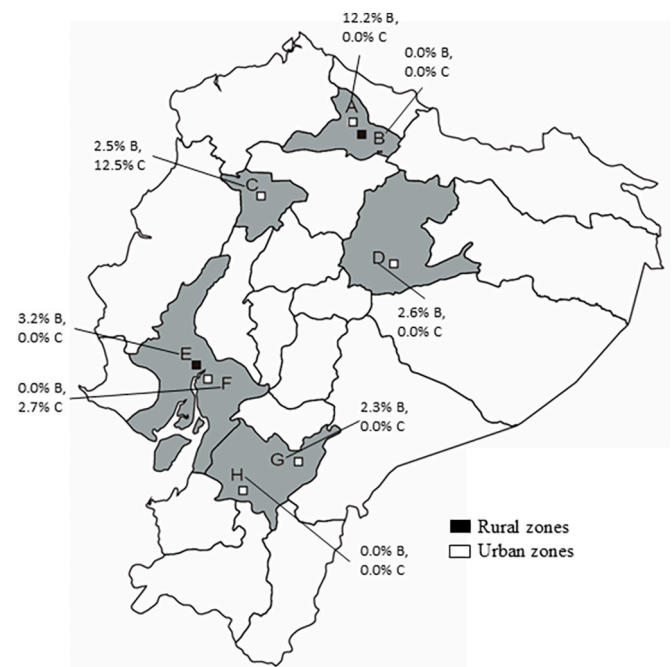 12.2% B,
0.0% C
0.0% B,
0.0% C
A
B
2.5% B,
12.5% C
C
D
2.6% B,
0.0% C
3.2% B,
0.0% C
E
0.0% B,
2.7% C
F
2.3% B,
0.0% C
G
H
0.0% B,
0.0% C
Rural zones
Urban zones